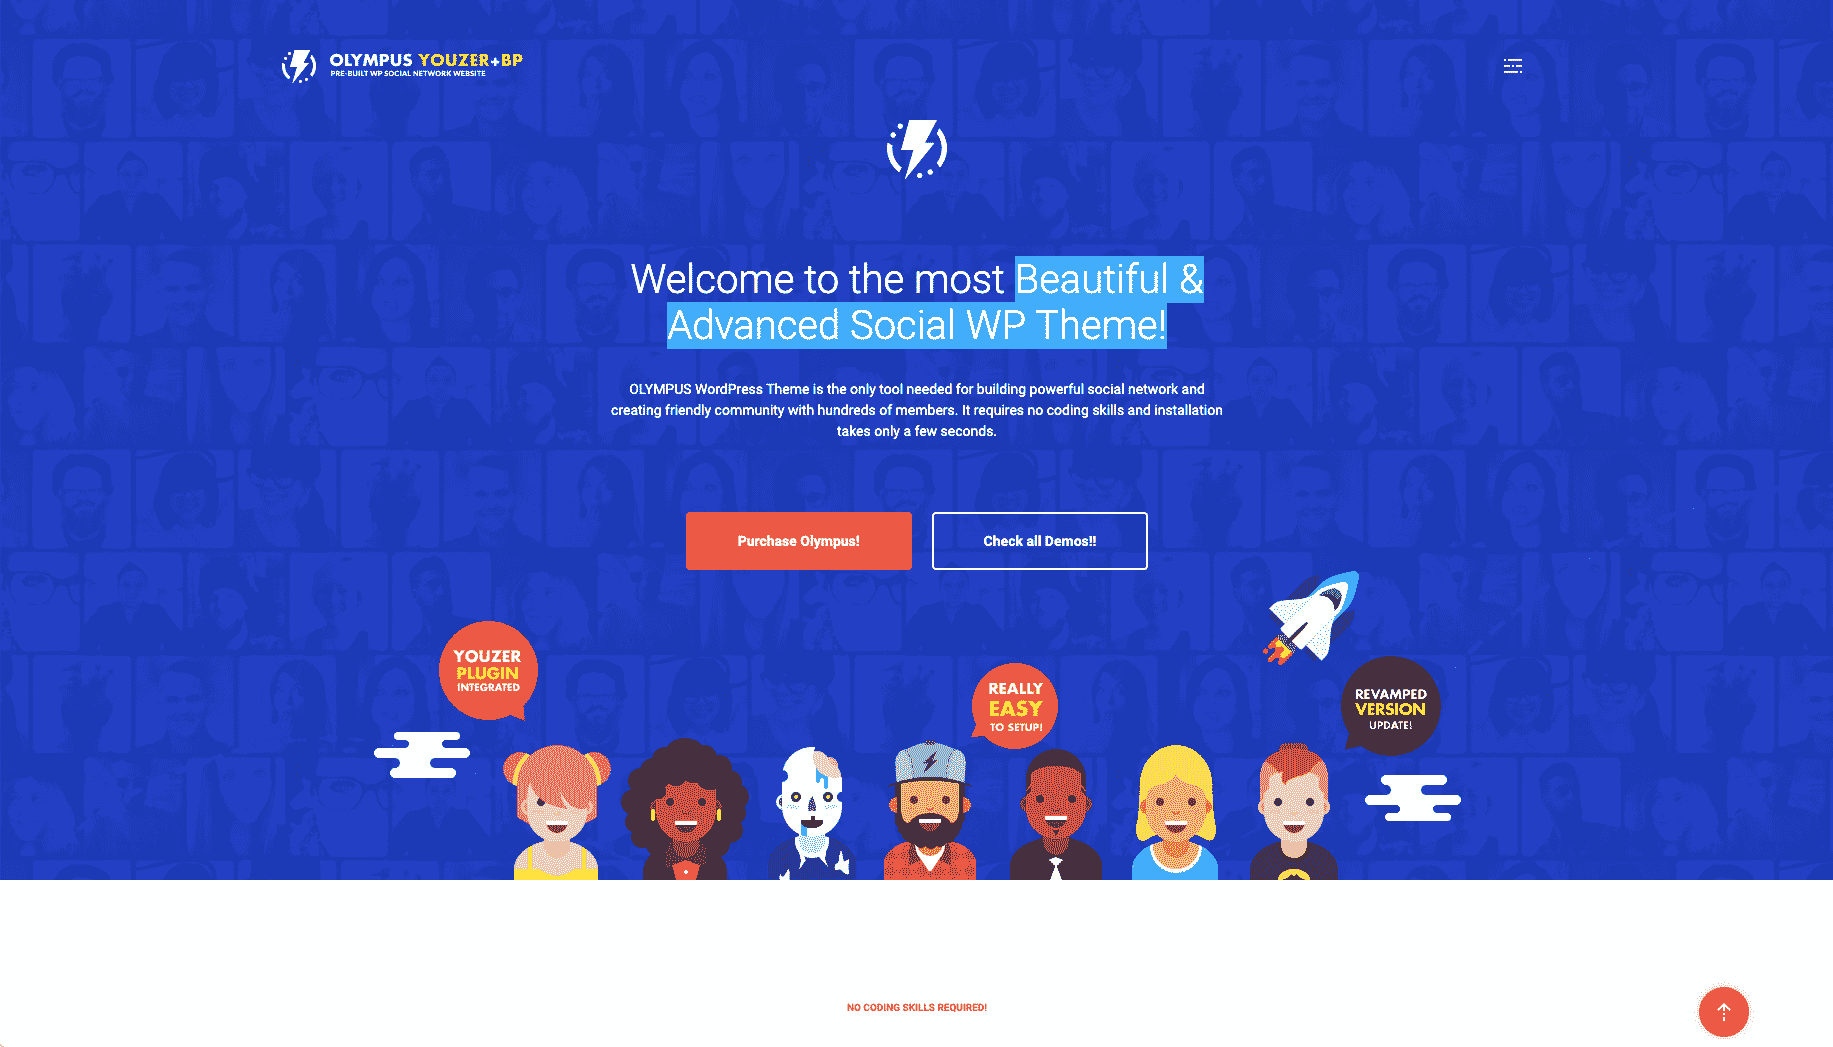 OLYMPUS YOUZER+BP
PRE-BUILT WP SOCIAL NETWORK WEBSITE
Welcome to the most Beautiful &
Advanced Social WP Theme!
OLYMPUS WordPress Theme is the only tool needed for building powerful social network and
creating friendly community with hundreds of members. It requires no coding skills and installation
takes only a few seconds.
Purchase Olympus!
Check all Demos!!
YOUZER
PLUGIN
INTEGRATED
REALLY
EASY
TO SETUP!
REVAMPED
VERSION
UPDATE!
NO CODING SKILLS REQUIRED!